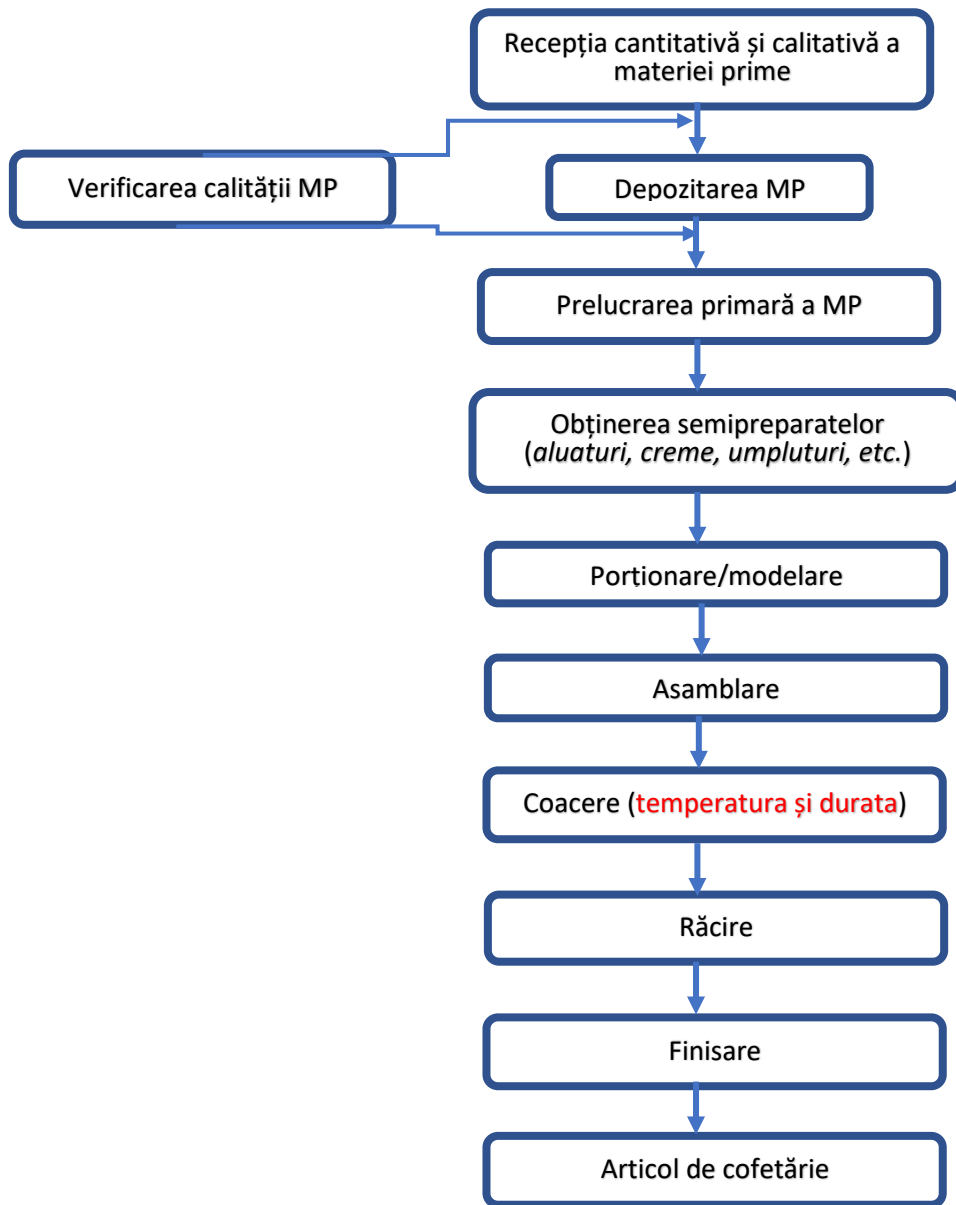 Recepția cantitativă și calitativă a
materiei prime
Verificarea calității MP
Depozitarea MP
Prelucrarea primară a MP
Obținerea semipreparatelor
(aluaturi, creme, umpluturi, etc.)
Porționare/modelare
Asamblare
Coacere (temperatura și durata)
Răcire
Finisare
Articol de cofetărie